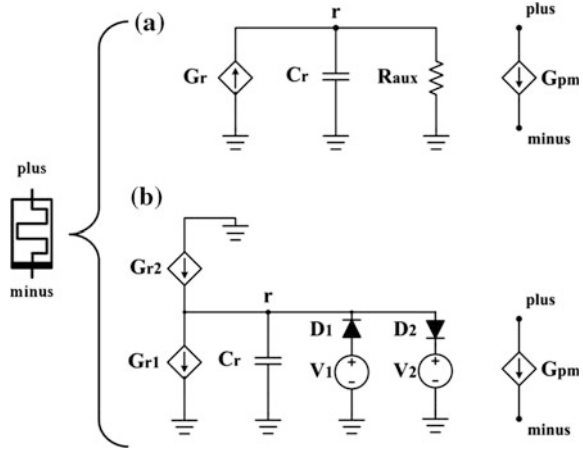 (a)
r
plus
Gr
Cr
Raux
Gpm
minus
plus
minus
(b)
Gr2
r
plus
D1
D2
Gr1
Cr
V1
V2
Gpm
minus